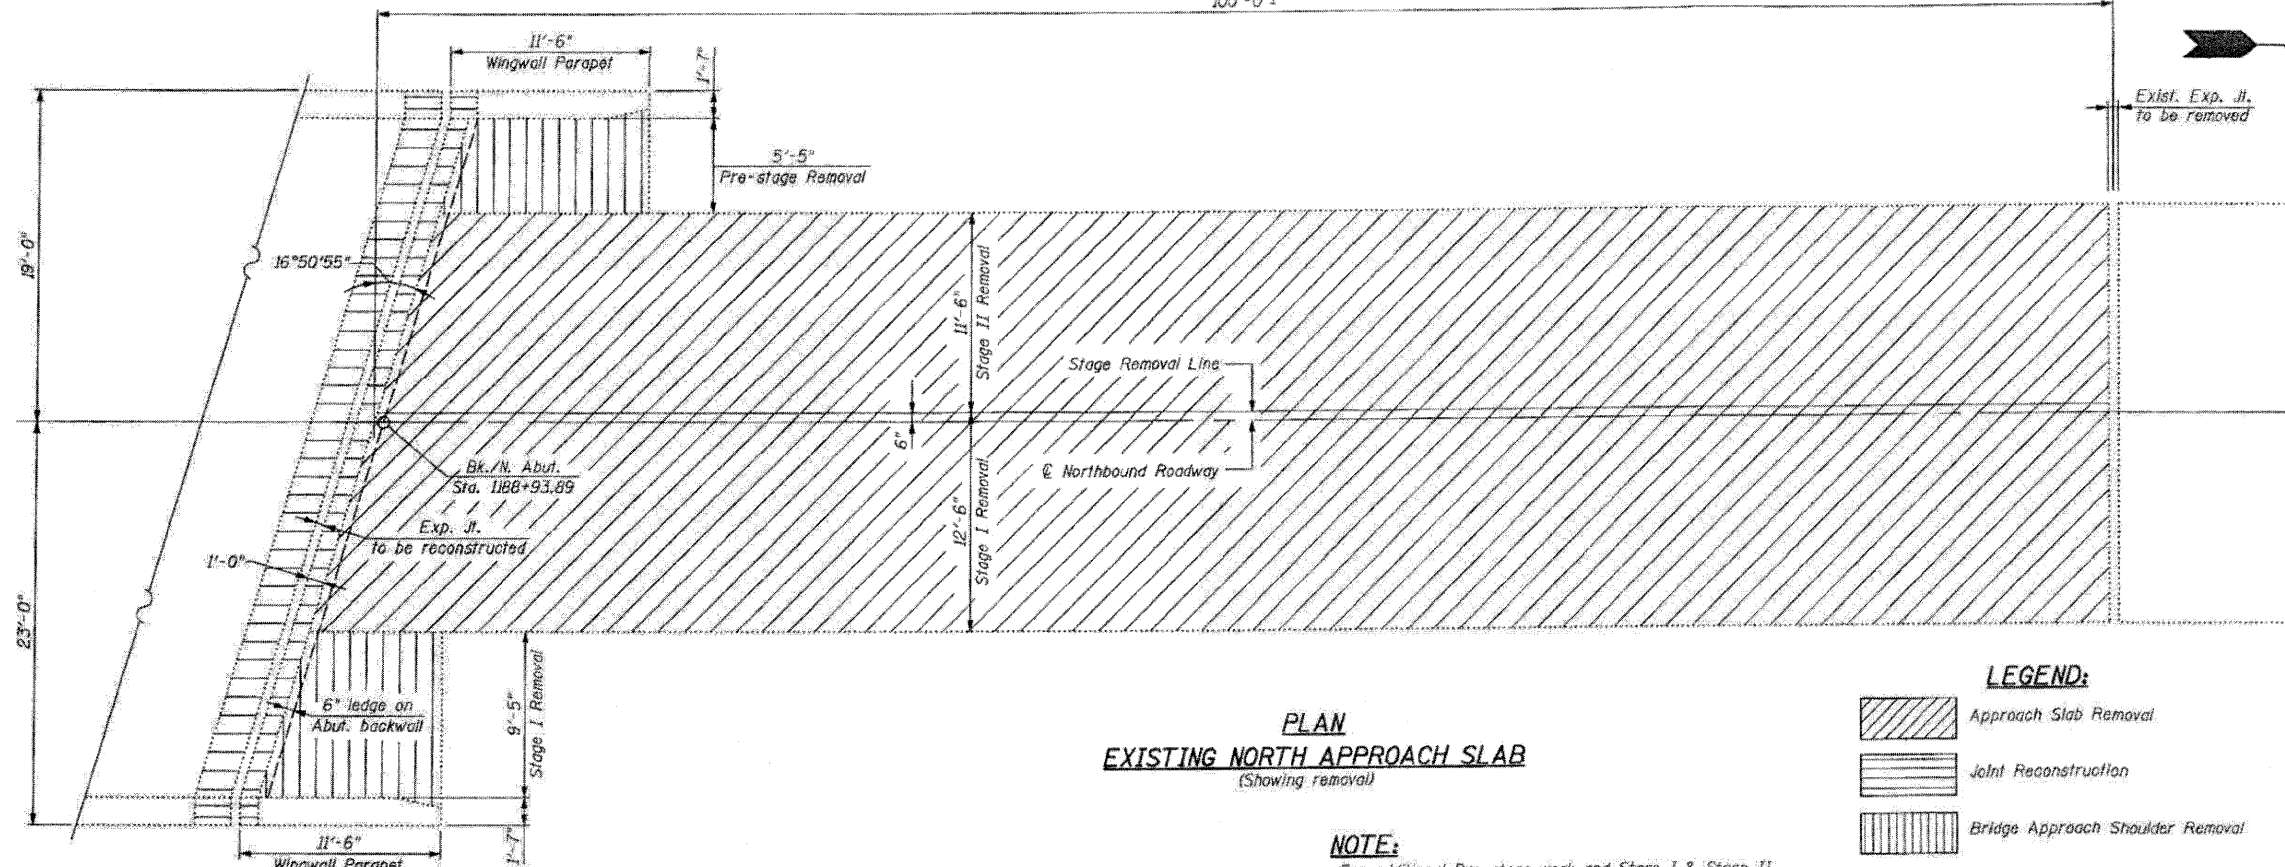 11'-6"
Wingwall Parapet
1'-7"
Exist. Exp. Jt.
to be removed
5'-5"
Pre-stage Removal
19'-0"
16°50'55"
11'-6"
Stage II Removal
Stage Removal Line
6"
Bk./N. Abut.
Sta. 1188+93.89
℄ Northbound Roadway
Exp. Jt.
to be reconstructed
12'-6"
Stage I Removal
1'-0"
23'-0"
6" ledge on
Abut. backwall
9'-5"
Stage I Removal
11'-6"
Wingwall Parapet
1'-7"
PLAN
EXISTING NORTH APPROACH SLAB
(Showing removal)
NOTE:
LEGEND:
Approach Slab Removal
Joint Reconstruction
Bridge Approach Shoulder Removal